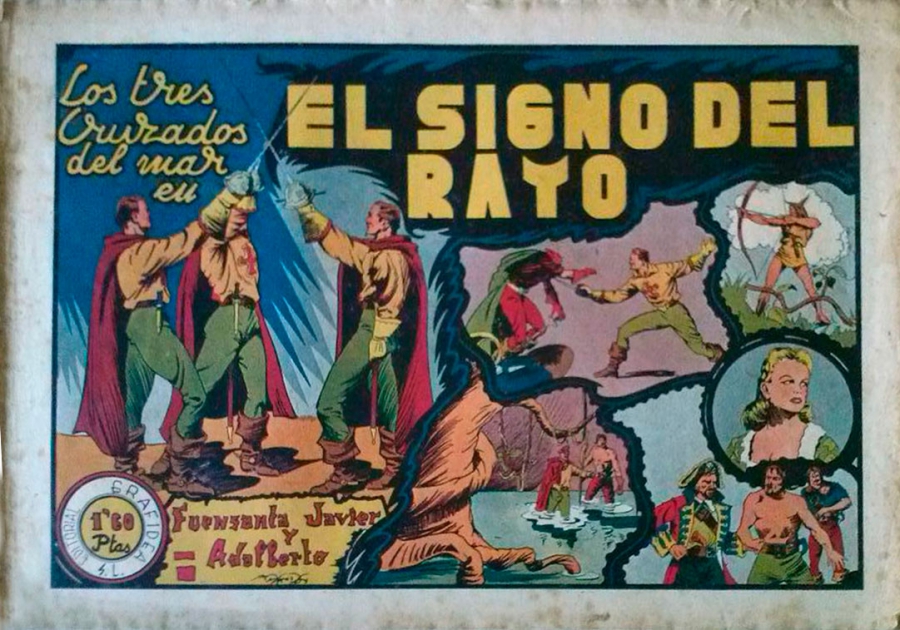 Los tres
Cruzados
del mar
en
EL SIGNO DEL
RAYO
EDITORIAL GRAFIDEA S.L.
1'60
Ptas
Fuensanta Javier
y
Adalberto